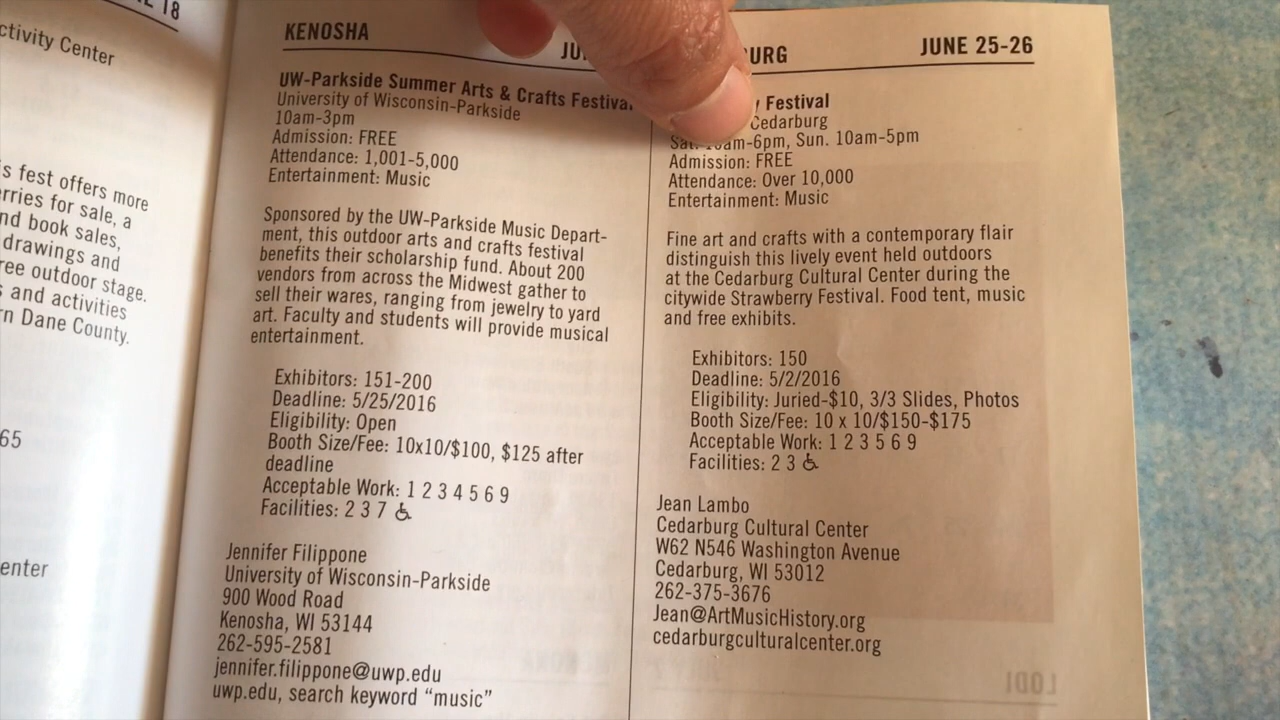 18
ctivity Center
s fest offers more
rries for sale, a
nd book sales,
drawings and
ree outdoor stage.
s and activities
rn Dane County.
65
enter
KENOSHA
JU
UW-Parkside Summer Arts & Crafts Festival
University of Wisconsin-Parkside
10am-3pm
Admission: FREE
Attendance: 1,001-5,000
Entertainment: Music
Sponsored by the UW-Parkside Music Depart-
ment, this outdoor arts and crafts festival
benefits their scholarship fund. About 200
vendors from across the Midwest gather to
sell their wares, ranging from jewelry to yard
art. Faculty and students will provide musical
entertainment.
Exhibitors: 151-200
Deadline: 5/25/2016
Eligibility: Open
Booth Size/Fee: 10x10/$100, $125 after
deadline
Acceptable Work: 1 2 3 4 5 6 9
Facilities: 2 3 7 ♿
Jennifer Filippone
University of Wisconsin-Parkside
900 Wood Road
Kenosha, WI 53144
262-595-2581
jennifer.filippone@uwp.edu
uwp.edu, search keyword “music”
BURG JUNE 25-26
y Festival
Cedarburg
Sat. 10am-6pm, Sun. 10am-5pm
Admission: FREE
Attendance: Over 10,000
Entertainment: Music
Fine art and crafts with a contemporary flair
distinguish this lively event held outdoors
at the Cedarburg Cultural Center during the
citywide Strawberry Festival. Food tent, music
and free exhibits.
Exhibitors: 150
Deadline: 5/2/2016
Eligibility: Juried-$10, 3/3 Slides, Photos
Booth Size/Fee: 10 x 10/$150-$175
Acceptable Work: 1 2 3 5 6 9
Facilities: 2 3 ♿
Jean Lambo
Cedarburg Cultural Center
W62 N546 Washington Avenue
Cedarburg, WI 53012
262-375-3676
Jean@ArtMusicHistory.org
cedarburgculturalcenter.org
LODI